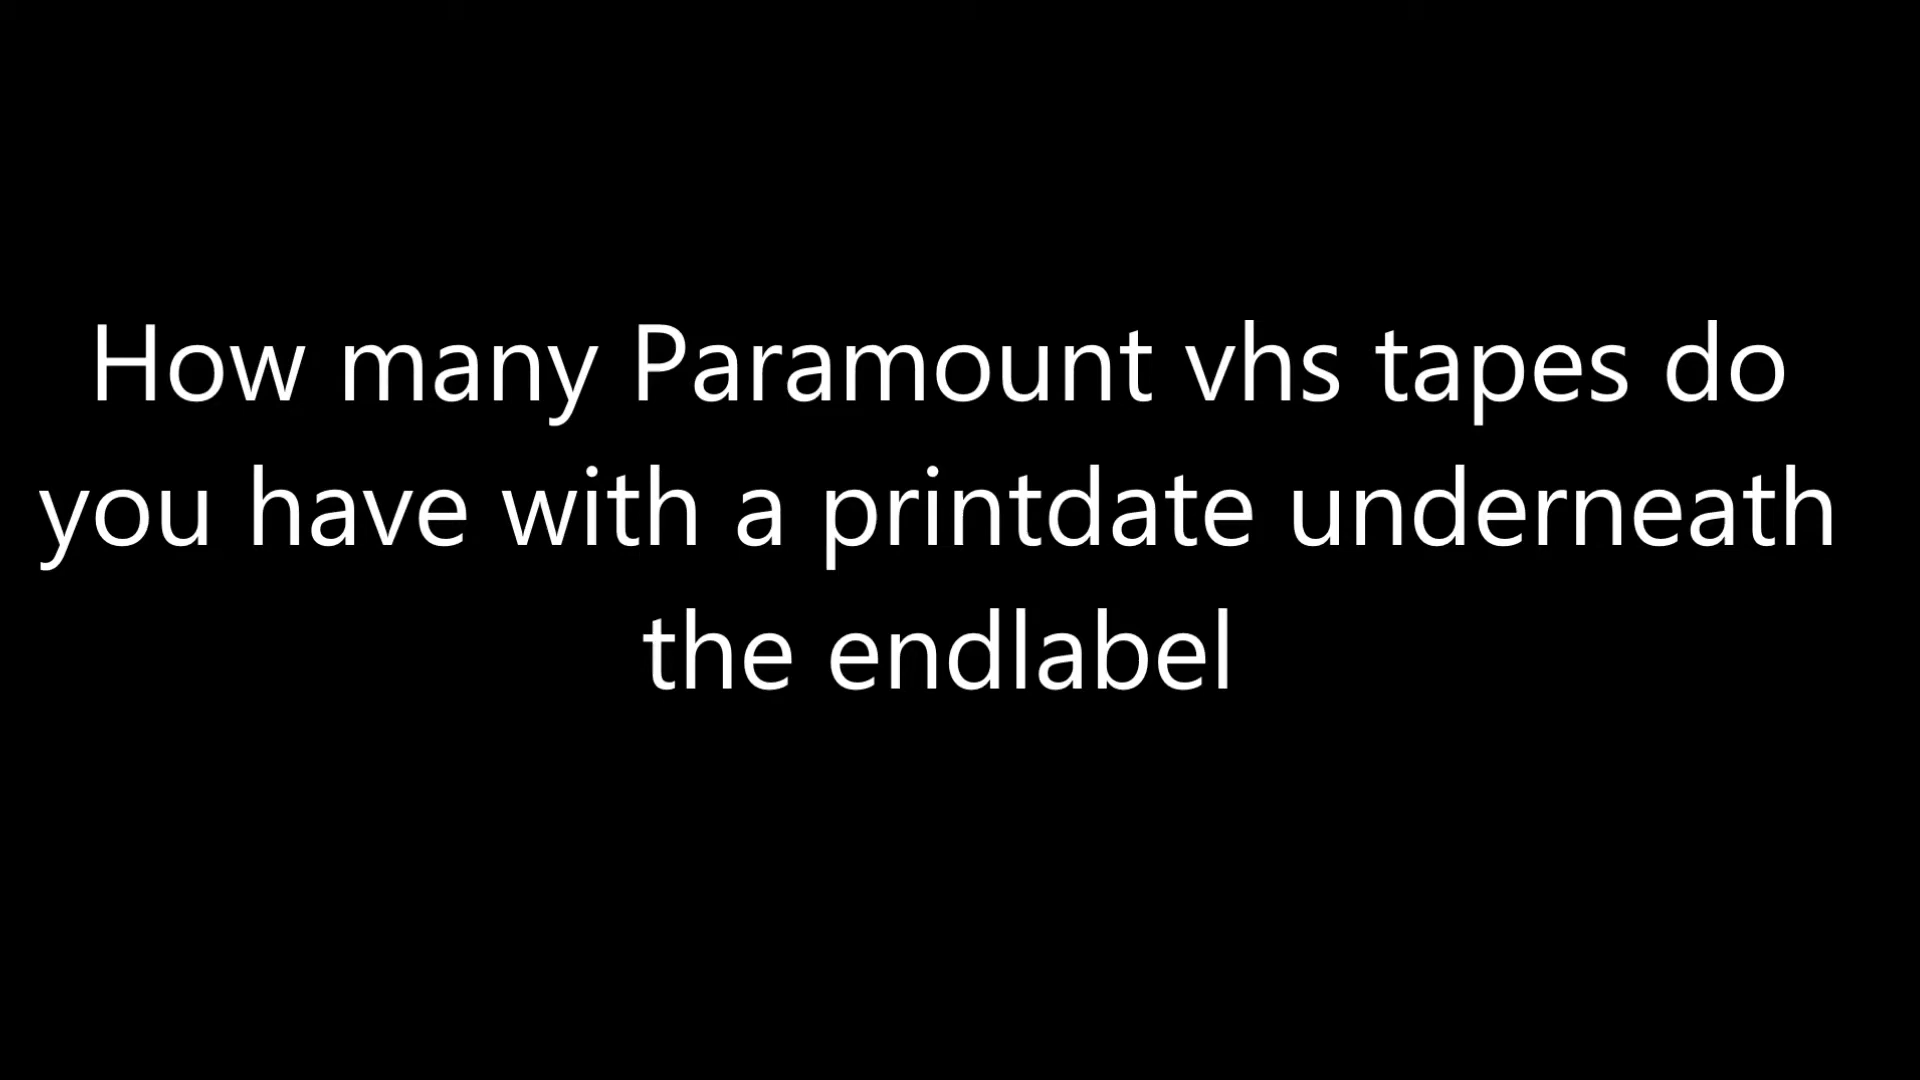 How many Paramount vhs tapes do
you have with a printdate underneath
the endlabel